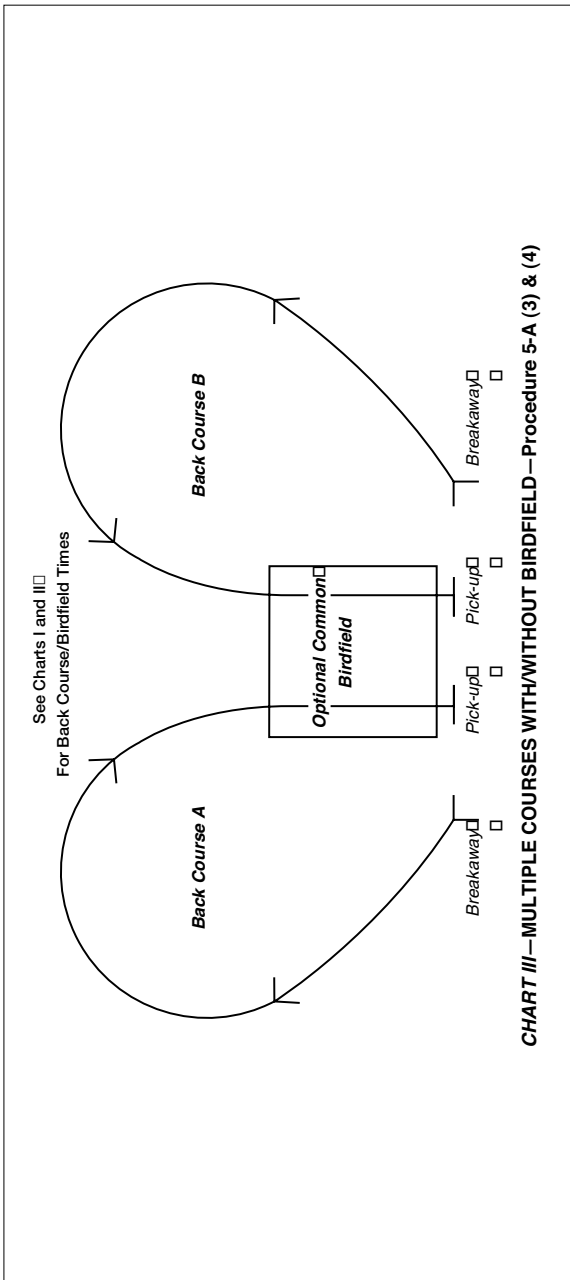 See Charts I and II
For Back Course/Birdfield Times
Back Course A
Back Course B
Optional Common
Birdfield
Breakaway
Pick-up
Pick-up
Breakaway
CHART III—MULTIPLE COURSES WITH/WITHOUT BIRDFIELD—Procedure 5-A (3) & (4)